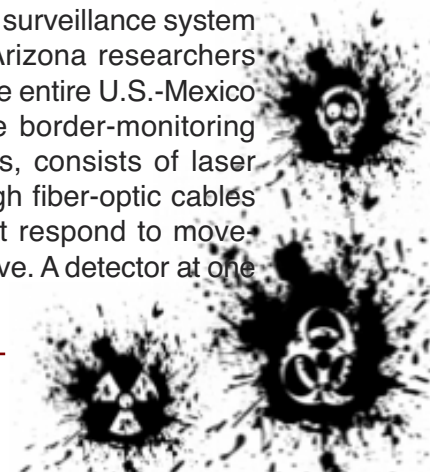 surveillance system
Arizona researchers
e entire U.S.-Mexico
e border-monitoring
s, consists of laser
gh fiber-optic cables
t respond to move-
ve. A detector at one